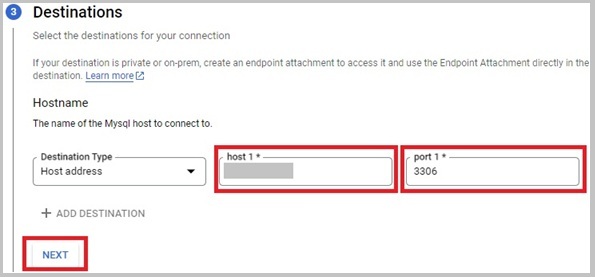 3 Destinations
Select the destinations for your connection
If your destination is private or on-prem, create an endpoint attachment to access it and use the Endpoint Attachment directly in the
destination. Learn more
Hostname
The name of the Mysql host to connect to.
Destination Type host 1 * port 1 *
Host address 3306
+ ADD DESTINATION
NEXT